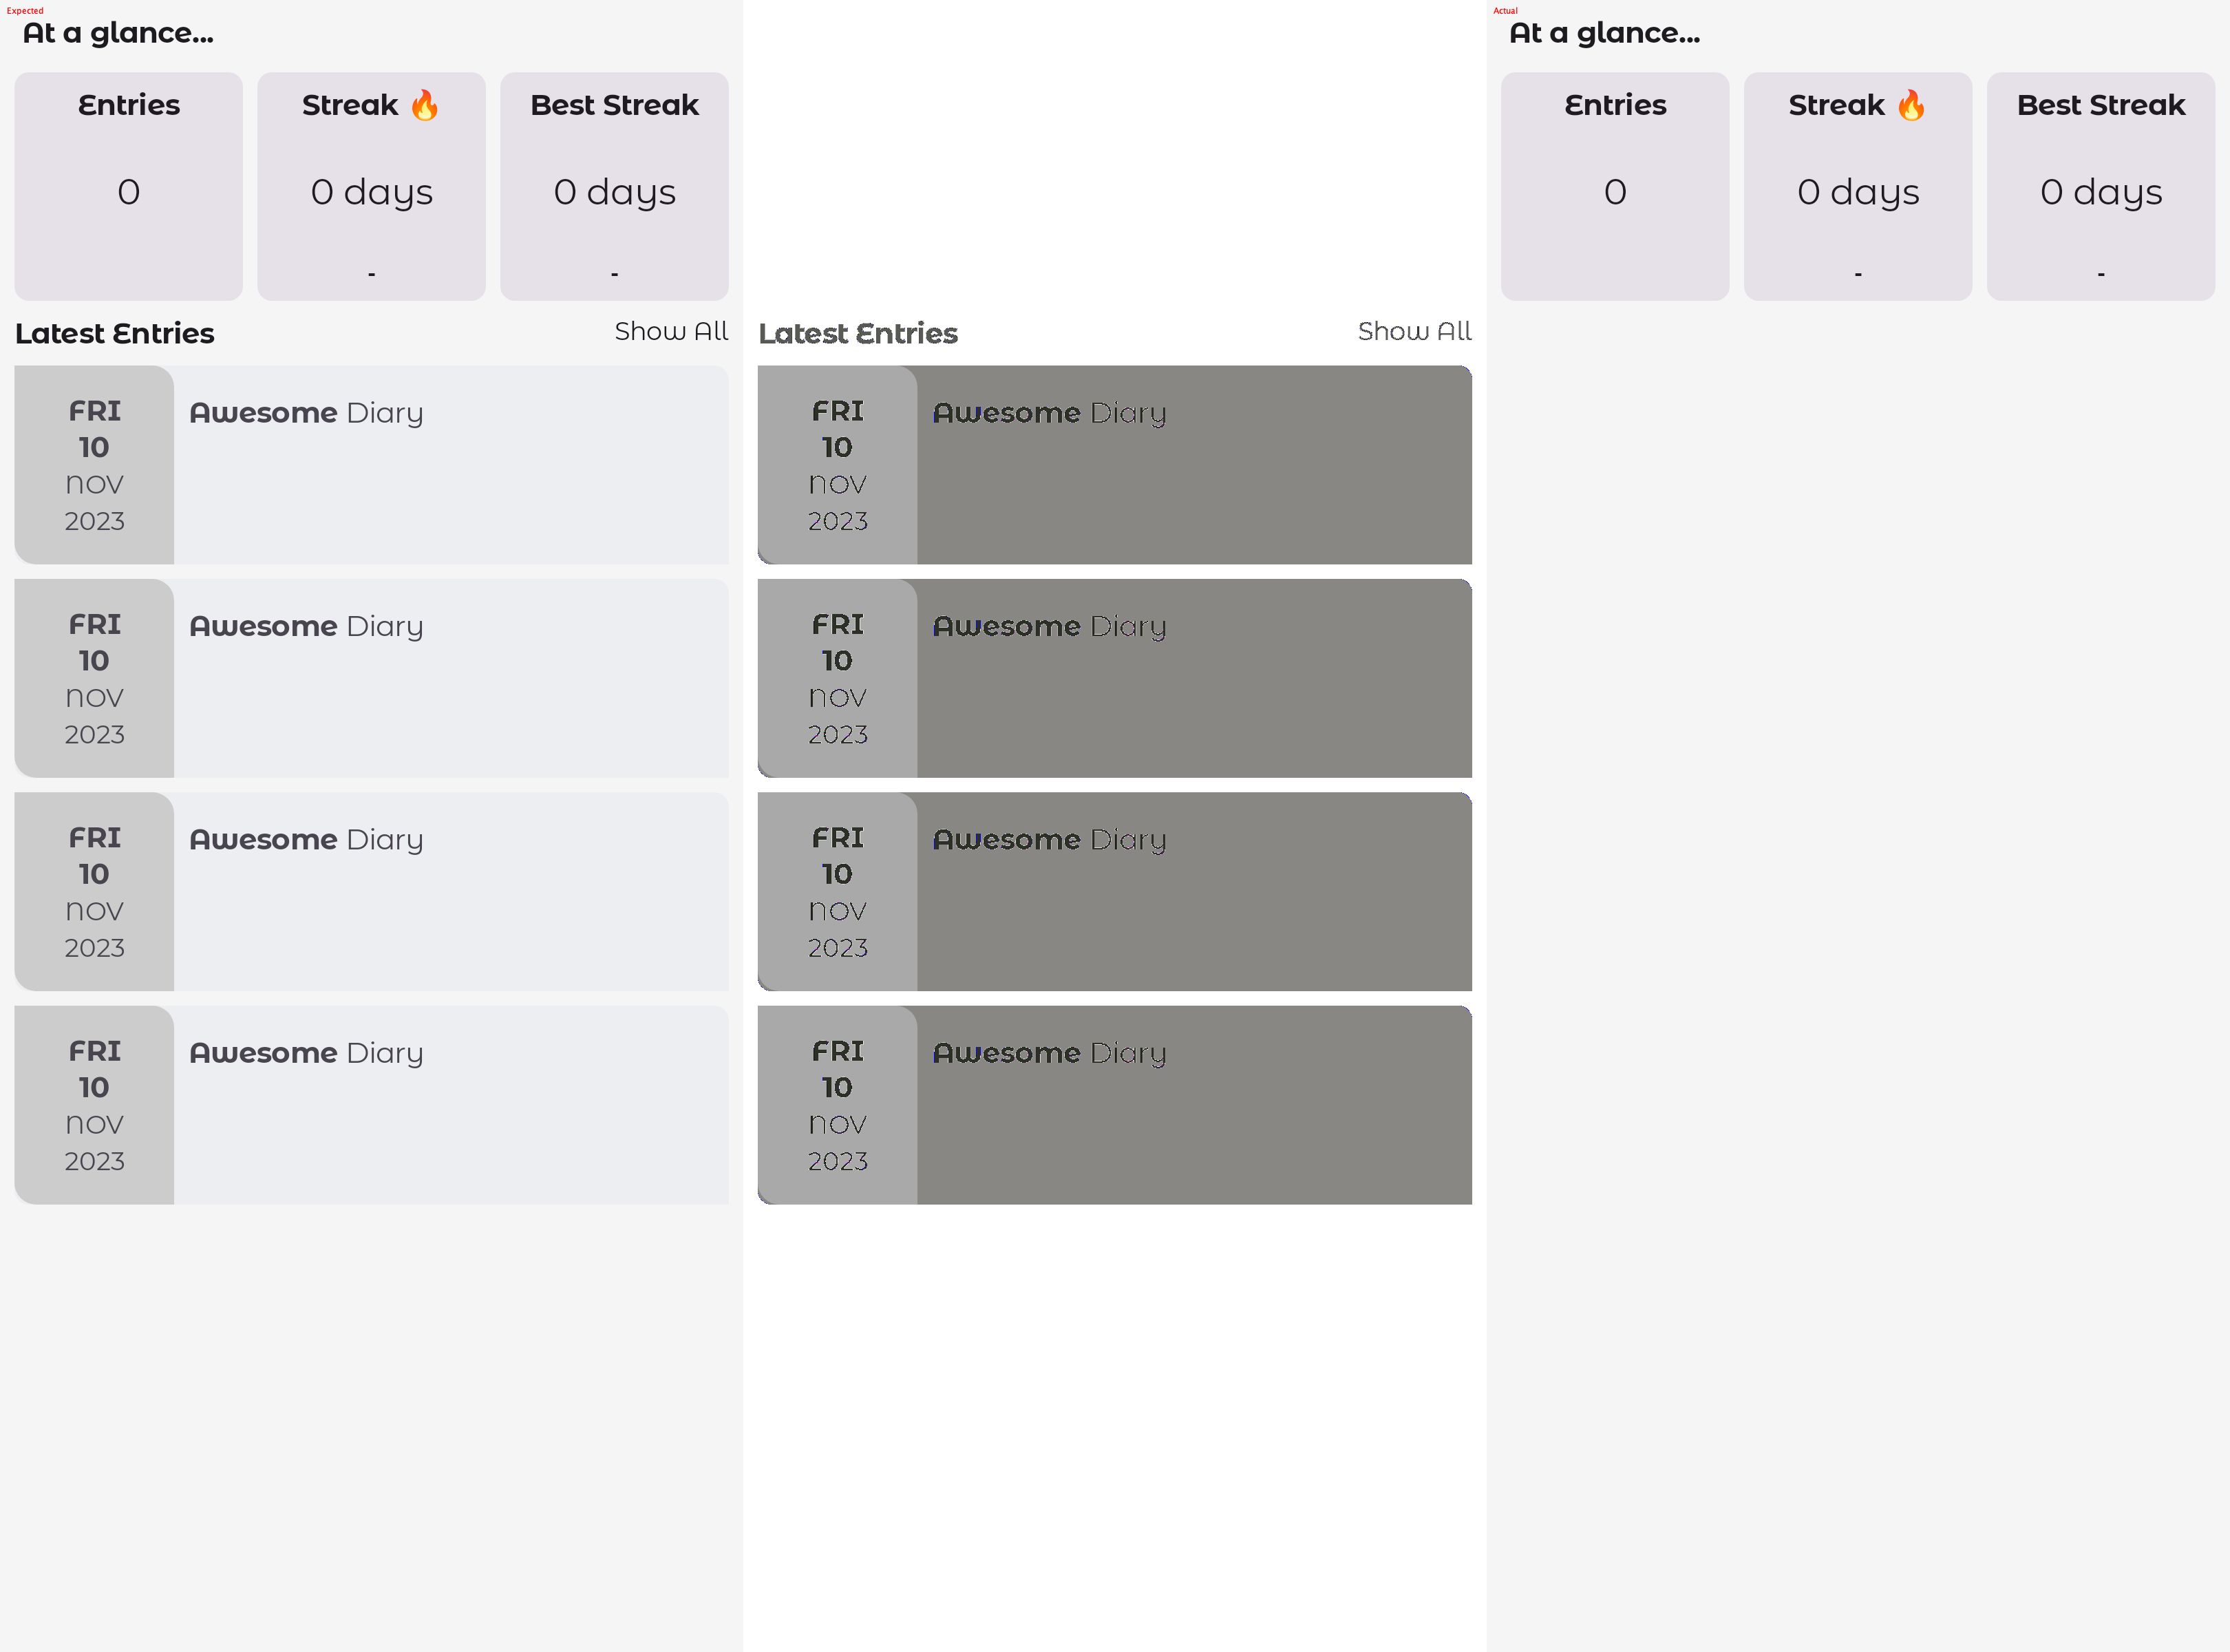 Expected
At a glance...
Entries
Streak 🔥
Best Streak
0
0 days
0 days
-
-
Latest Entries
Show All
FRI
10
NOV
2023
Awesome Diary
FRI
10
NOV
2023
Awesome Diary
FRI
10
NOV
2023
Awesome Diary
FRI
10
NOV
2023
Awesome Diary
Latest Entries
Show All
FRI
10
NOV
2023
Awesome Diary
FRI
10
NOV
2023
Awesome Diary
FRI
10
NOV
2023
Awesome Diary
FRI
10
NOV
2023
Awesome Diary
Actual
At a glance...
Entries
Streak 🔥
Best Streak
0
0 days
0 days
-
-